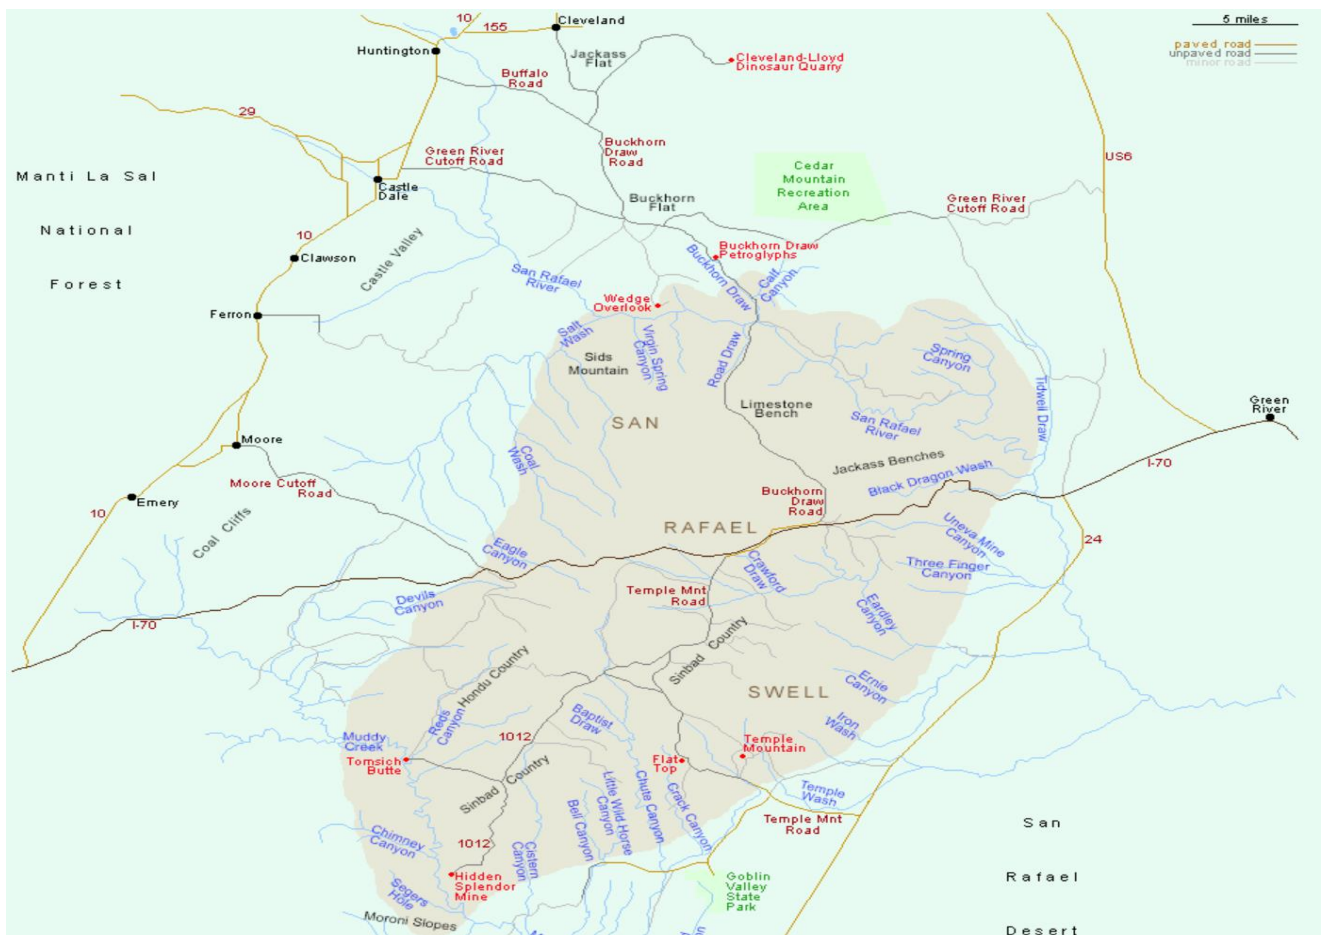 10
Cleveland
155
5 miles
Huntington
Jackass
Flat
Cleveland-Lloyd
Dinosaur Quarry
paved road
unpaved road
minor road
Buffalo
Road
29
Green River
Cutoff Road
Buckhorn
Draw
Road
US6
Manti La Sal
National
Forest
Castle
Dale
Cedar
Mountain
Recreation
Area
Buckhorn
Flat
Green River
Cutoff Road
10
Clawson
Castle Valley
San Rafael
River
Buckhorn Draw
Petroglyphs
Buckhorn Draw
Calf
Canyon
Ferron
Wedge
Overlook
Salt
Wash
Virgin Spring
Canyon
Road Draw
Spring
Canyon
Sids
Mountain
Tidwell Draw
Limestone
Bench
San Rafael
River
Green
River
SAN
Moore
Coal
Wash
Jackass Benches
Black Dragon Wash
I-70
Moore Cutoff
Road
Emery
10
Coal Cliffs
Buckhorn
Draw
Road
RAFAEL
Uneva Mine
Canyon
24
Eagle
Canyon
Crawford
Draw
Three Finger
Canyon
Temple Mnt
Road
Devils
Canyon
Eardley
Canyon
I-70
Sinbad Country
Hondu Country
SWELL
Ernie
Canyon
Reds
Canyon
Baptist
Draw
Iron
Wash
Muddy
Creek
1012
Tomsich
Butte
Flat
Top
Temple
Mountain
Sinbad Country
Little Wild Horse
Canyon
Chute Canyon
Crack Canyon
Temple
Wash
Bell Canyon
Temple Mnt
Road
San
Rafael
Desert
Chimney
Canyon
1012
Cistern
Canyon
Hidden
Splendor
Mine
Segers
Hole
Goblin
Valley
State
Park
Moroni Slopes